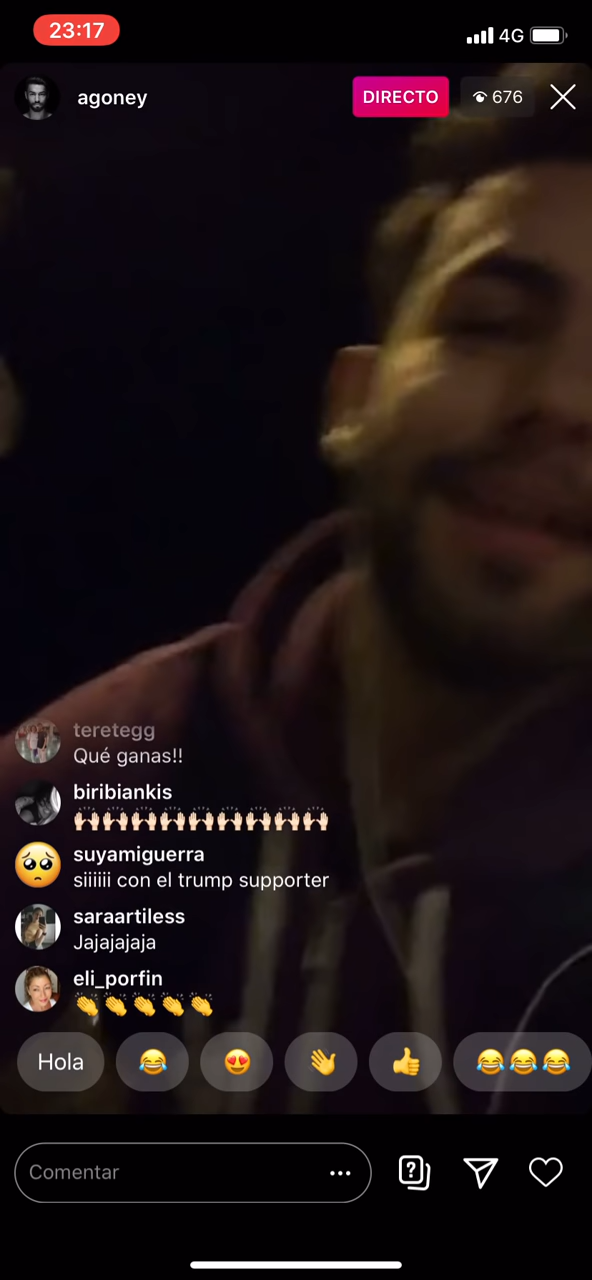 23:17
4G
agoney
DIRECTO
676
teretegg
Qué ganas!!
biribiankis
🙌🏻🙌🏻🙌🏻🙌🏻🙌🏻🙌🏻🙌🏻🙌🏻🙌🏻
suyamiguerra
siiiiii con el trump supporter
saraartiless
Jajajajaja
eli_porfin
👏👏👏👏👏
Hola 😂 😍 👋 👍 😂😂😂
Comentar